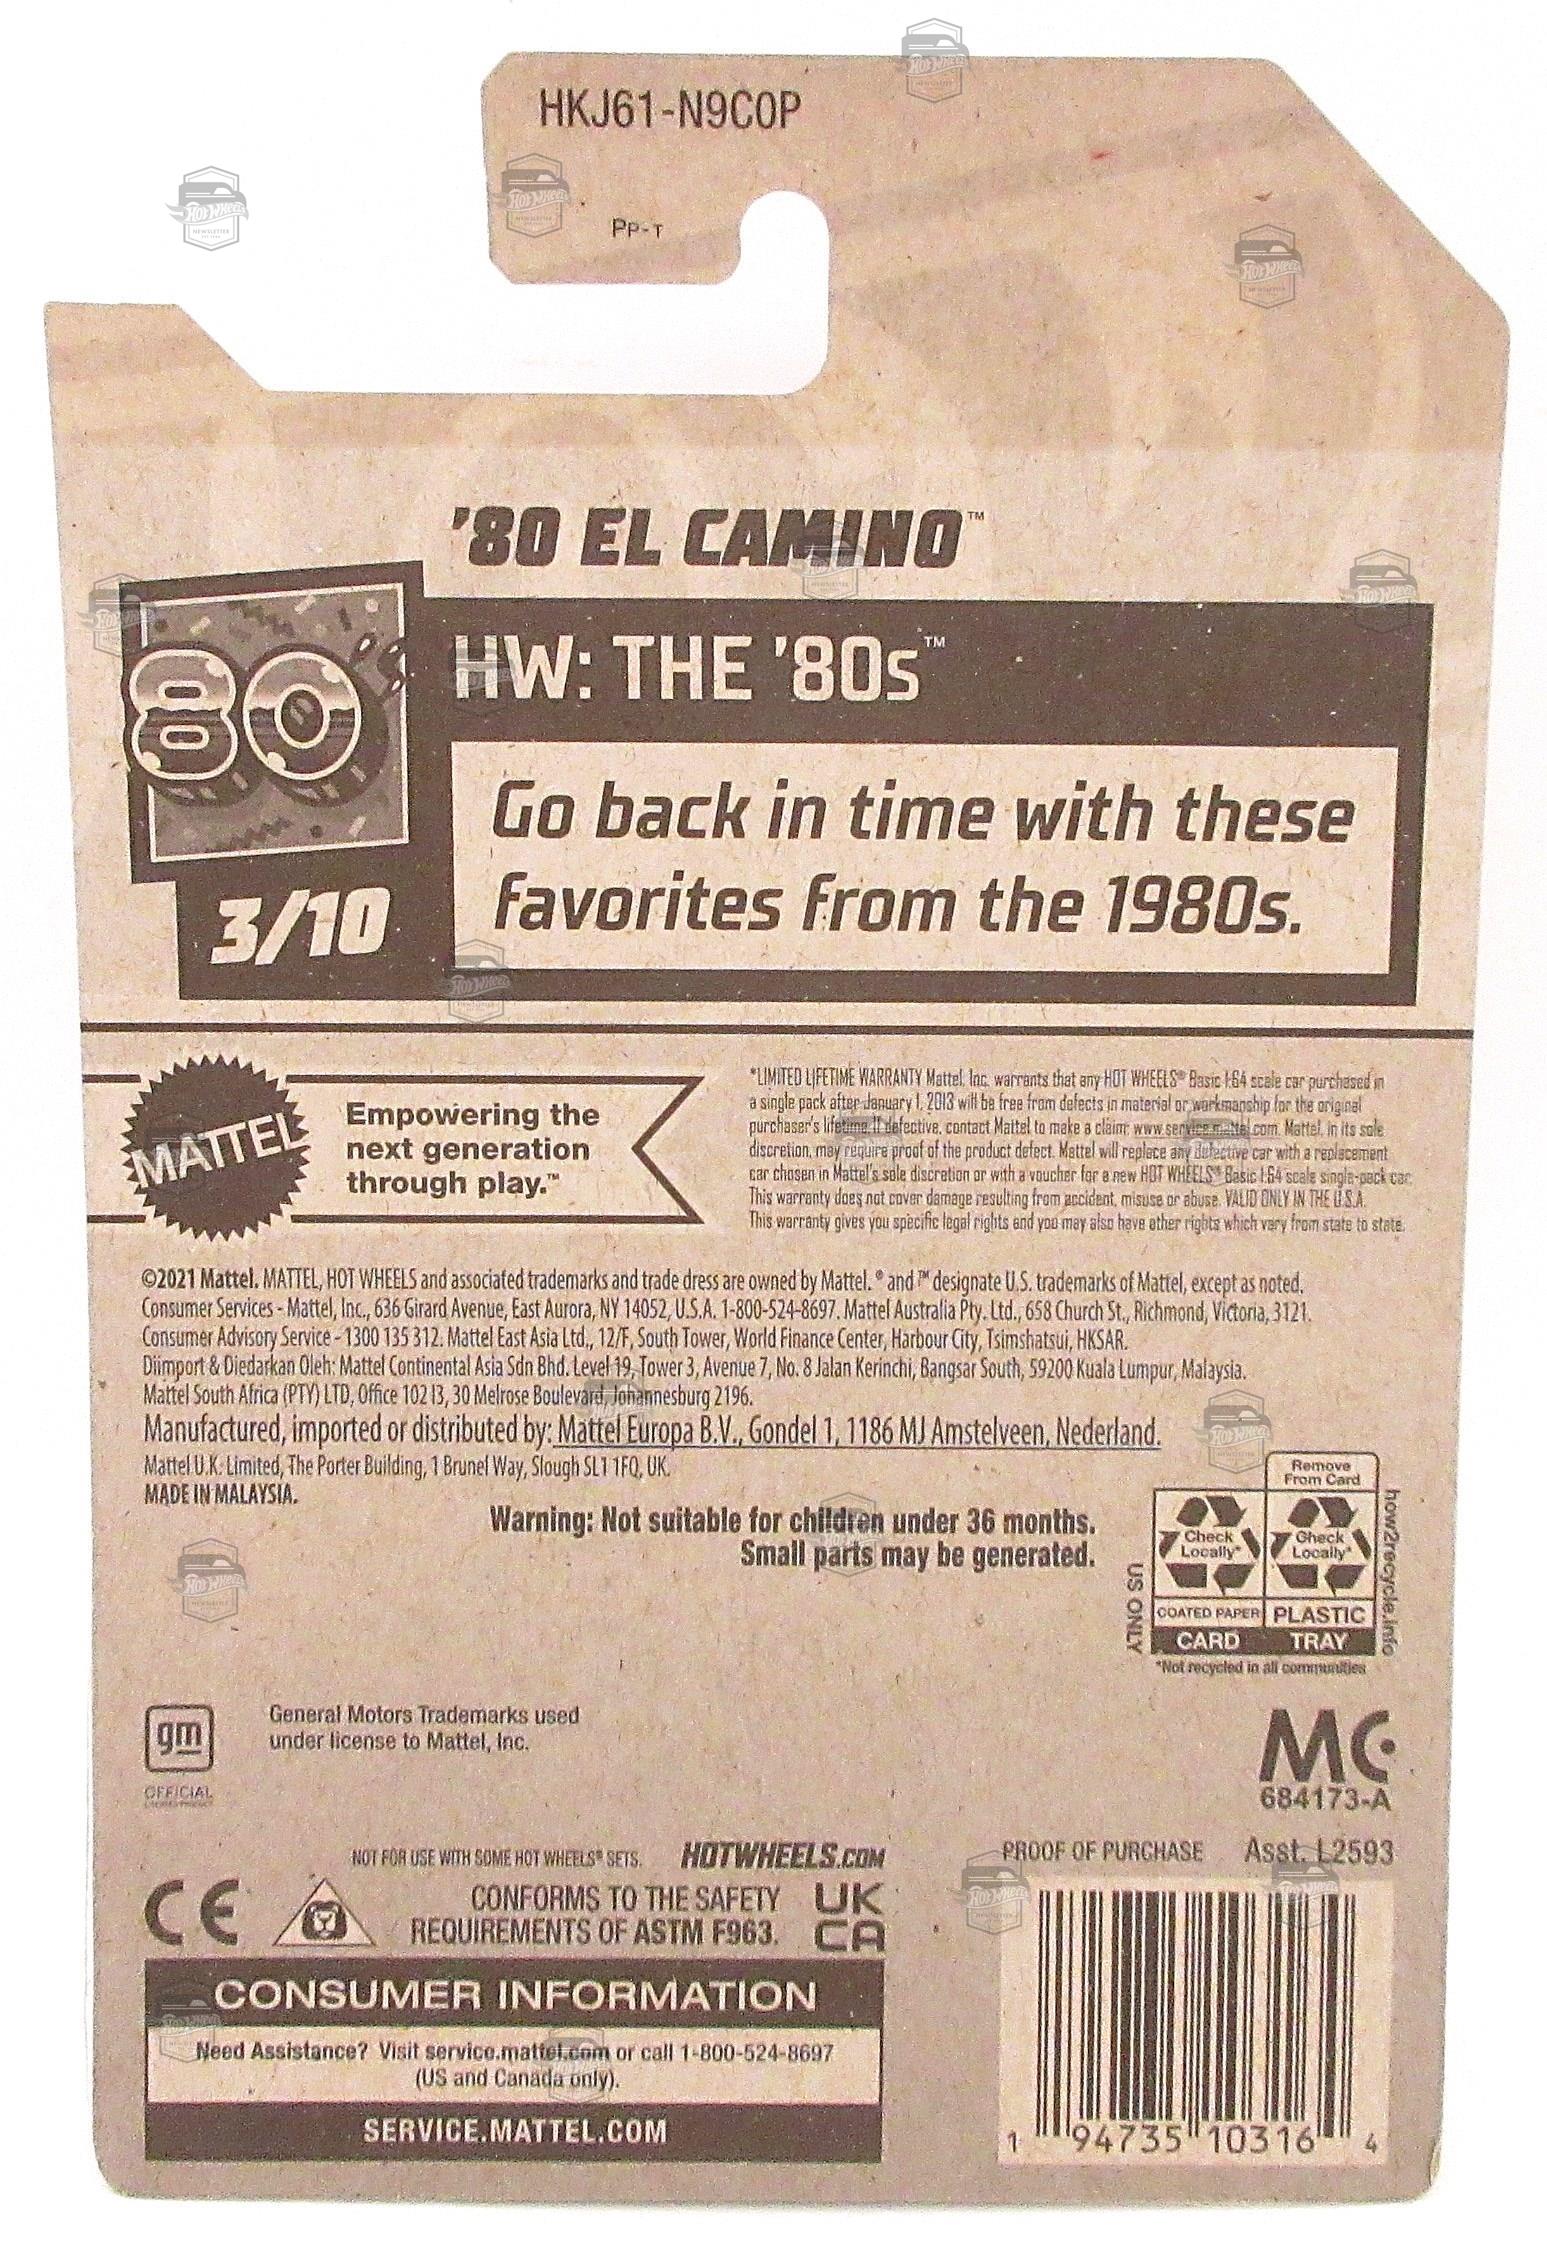 HKJ61-N9C0P
PP-T
'80 EL CAMINO™
80's
HW: THE '80s™
Go back in time with these
favorites from the 1980s.
3/10
MATTEL
Empowering the
next generation
through play.™
*LIMITED LIFETIME WARRANTY Mattel, Inc. warrants that any HOT WHEELS® Basic 1:64 scale car purchased in
a single pack after January 1, 2013 will be free from defects in material or workmanship for the original
purchaser's lifetime. If defective, contact Mattel to make a claim: www.service.mattel.com. Mattel, in its sole
discretion, may require proof of the product defect. Mattel will replace any defective car with a replacement
car chosen in Mattel's sole discretion or with a voucher for a new HOT WHEELS® Basic 1:64 scale single-pack car.
This warranty does not cover damage resulting from accident, misuse or abuse. VALID ONLY IN THE U.S.A.
This warranty gives you specific legal rights and you may also have other rights which vary from state to state.
©2021 Mattel. MATTEL, HOT WHEELS and associated trademarks and trade dress are owned by Mattel. ® and ™ designate U.S. trademarks of Mattel, except as noted.
Consumer Services - Mattel, Inc., 636 Girard Avenue, East Aurora, NY 14052, U.S.A. 1-800-524-8697. Mattel Australia Pty. Ltd., 658 Church St., Richmond, Victoria, 3121.
Consumer Advisory Service - 1300 135 312. Mattel East Asia Ltd., 12/F, South Tower, World Finance Center, Harbour City, Tsimshatsui, HKSAR.
Diimport & Diedarkan Oleh: Mattel Continental Asia Sdn Bhd. Level 19, Tower 3, Avenue 7, No. 8 Jalan Kerinchi, Bangsar South, 59200 Kuala Lumpur, Malaysia.
Mattel South Africa (PTY) LTD, Office 102 I3, 30 Melrose Boulevard, Johannesburg 2196.
Manufactured, imported or distributed by: Mattel Europa B.V., Gondel 1, 1186 MJ Amstelveen, Nederland.
Mattel U.K. Limited, The Porter Building, 1 Brunel Way, Slough SL1 1FQ, UK.
MADE IN MALAYSIA.
Warning: Not suitable for children under 36 months.
Small parts may be generated.
Remove
From Card
Check
Locally*
Check
Locally*
COATED PAPER
PLASTIC
CARD
TRAY
US ONLY
how2recycle.info
*Not recycled in all communities
gm
OFFICIAL
General Motors Trademarks used
under license to Mattel, Inc.
MC
684173-A
NOT FOR USE WITH SOME HOT WHEELS® SETS.
HOTWHEELS.COM
PROOF OF PURCHASE
Asst. L2593
CE
CONFORMS TO THE SAFETY
REQUIREMENTS OF ASTM F963.
UK
CA
CONSUMER INFORMATION
Need Assistance? Visit service.mattel.com or call 1-800-524-8697
(US and Canada only).
SERVICE.MATTEL.COM
1 94735 10316 4